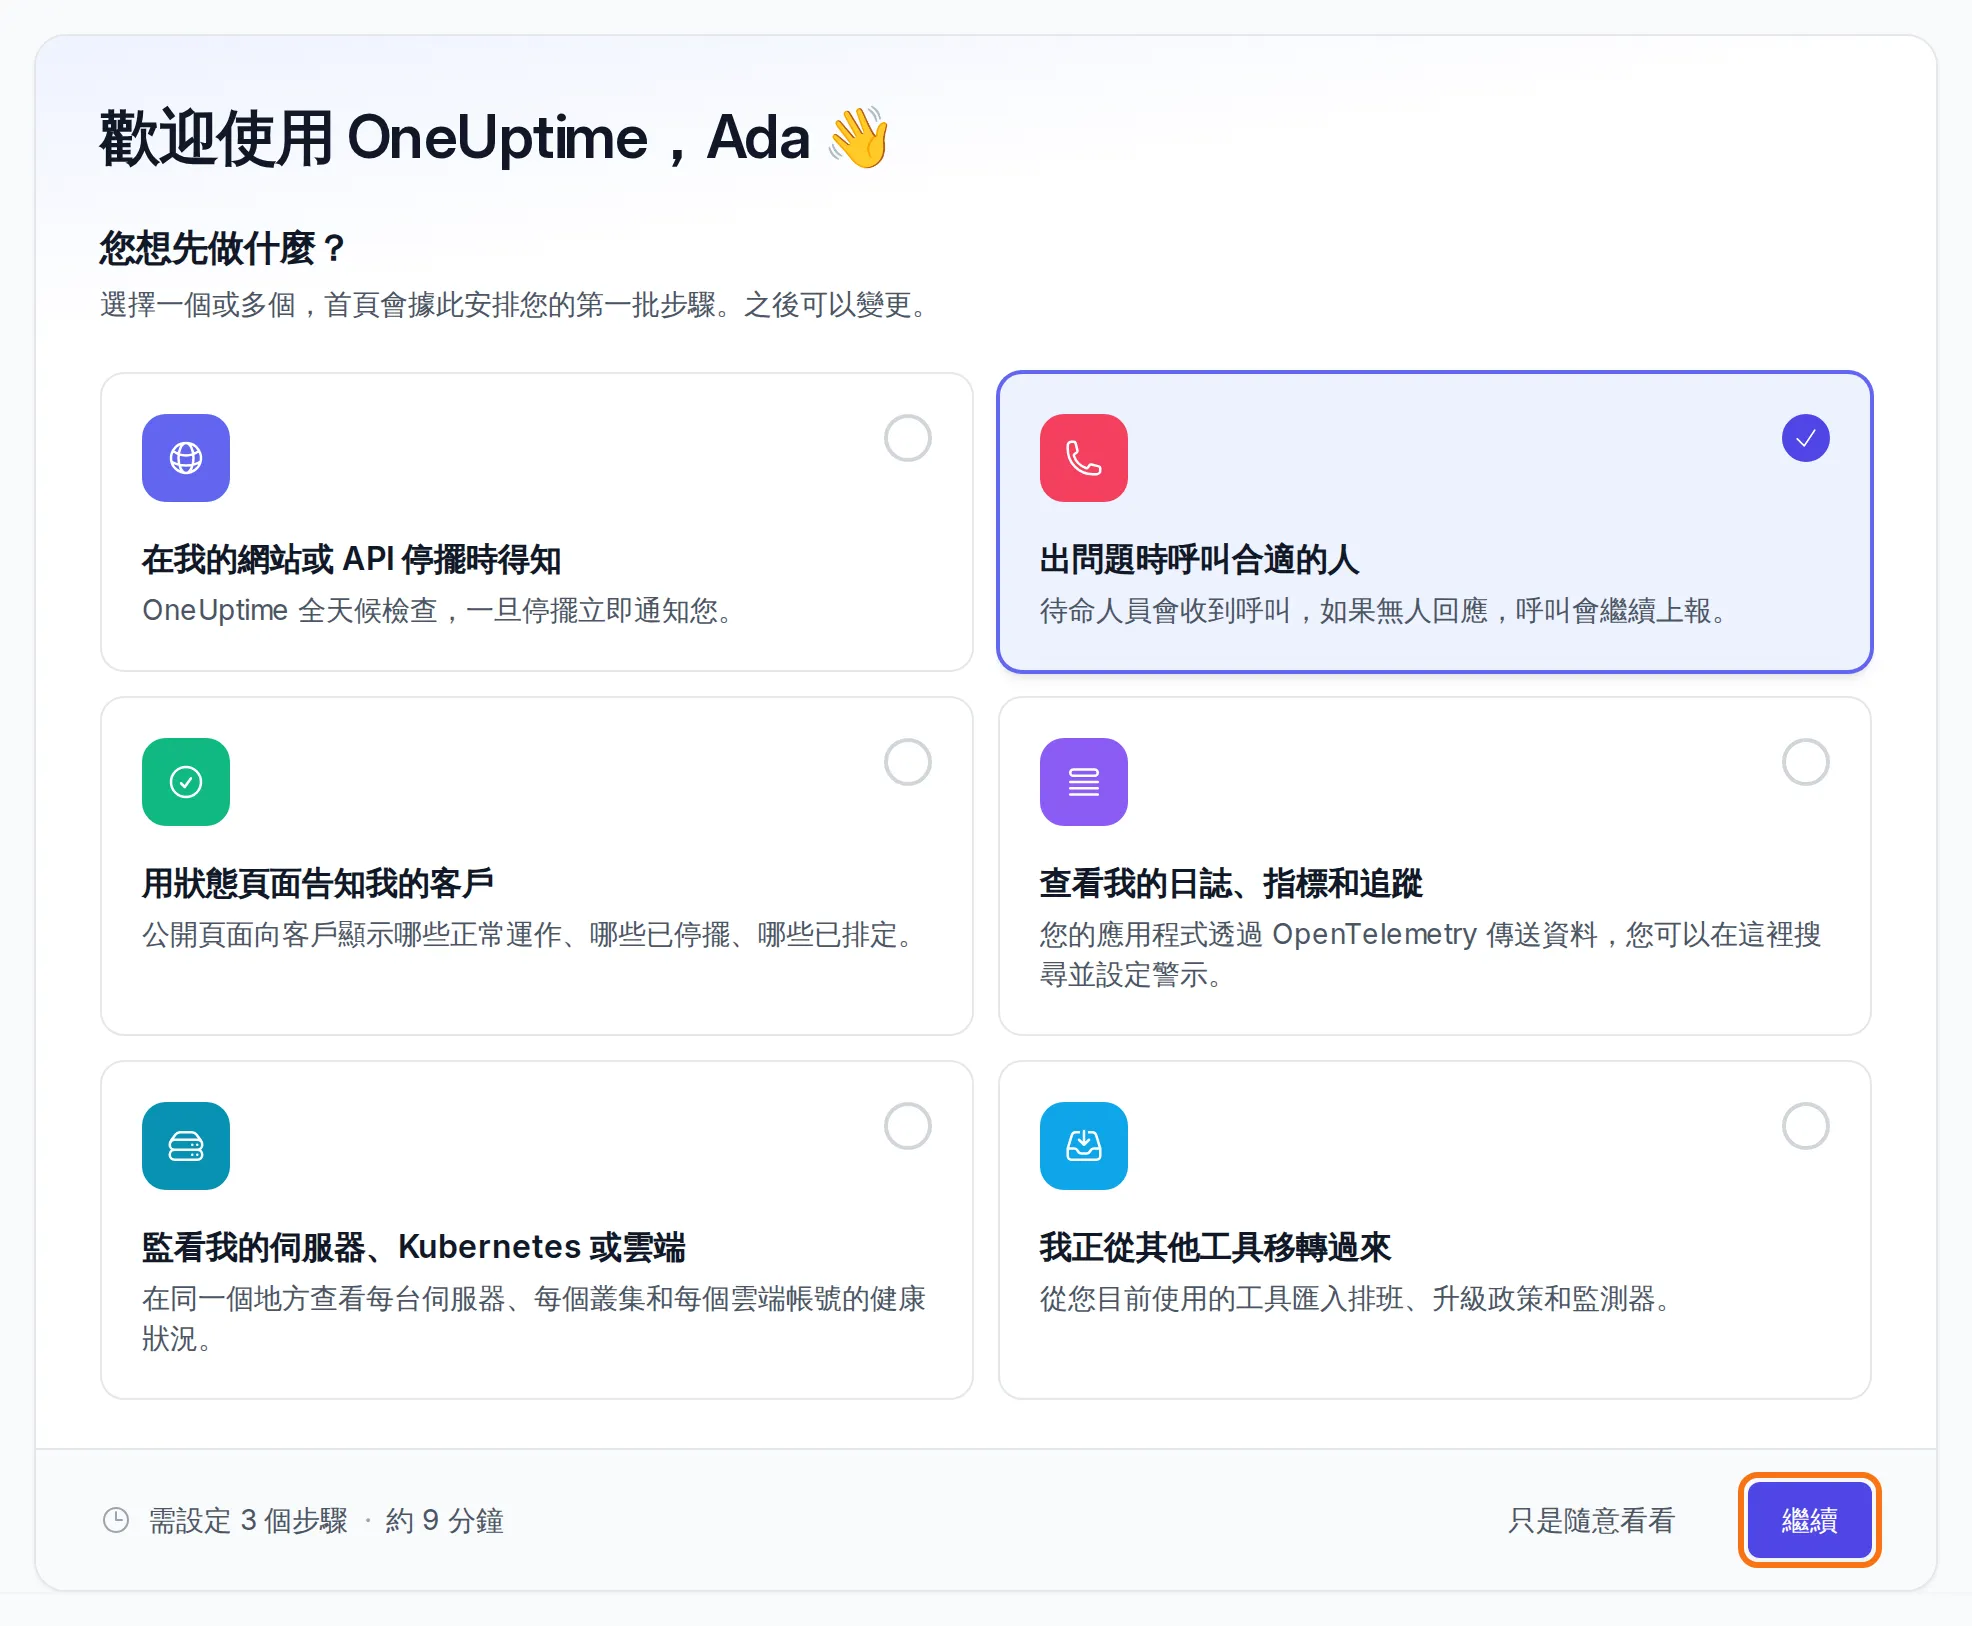 歡迎使用 OneUptime，Ada 👋
您想先做什麼？
選擇一個或多個，首頁會據此安排您的第一批步驟。之後可以變更。
在我的網站或 API 停擺時得知
OneUptime 全天候檢查，一旦停擺立即通知您。
出問題時呼叫合適的人
待命人員會收到呼叫，如果無人回應，呼叫會繼續上報。
用狀態頁面告知我的客戶
公開頁面向客戶顯示哪些正常運作、哪些已停擺、哪些已排定。
查看我的日誌、指標和追蹤
您的應用程式透過 OpenTelemetry 傳送資料，您可以在這裡搜
尋並設定警示。
監看我的伺服器、Kubernetes 或雲端
在同一個地方查看每台伺服器、每個叢集和每個雲端帳號的健康
狀況。
我正從其他工具移轉過來
從您目前使用的工具匯入排班、升級政策和監測器。
需設定 3 個步驟 · 約 9 分鐘
只是隨意看看
繼續